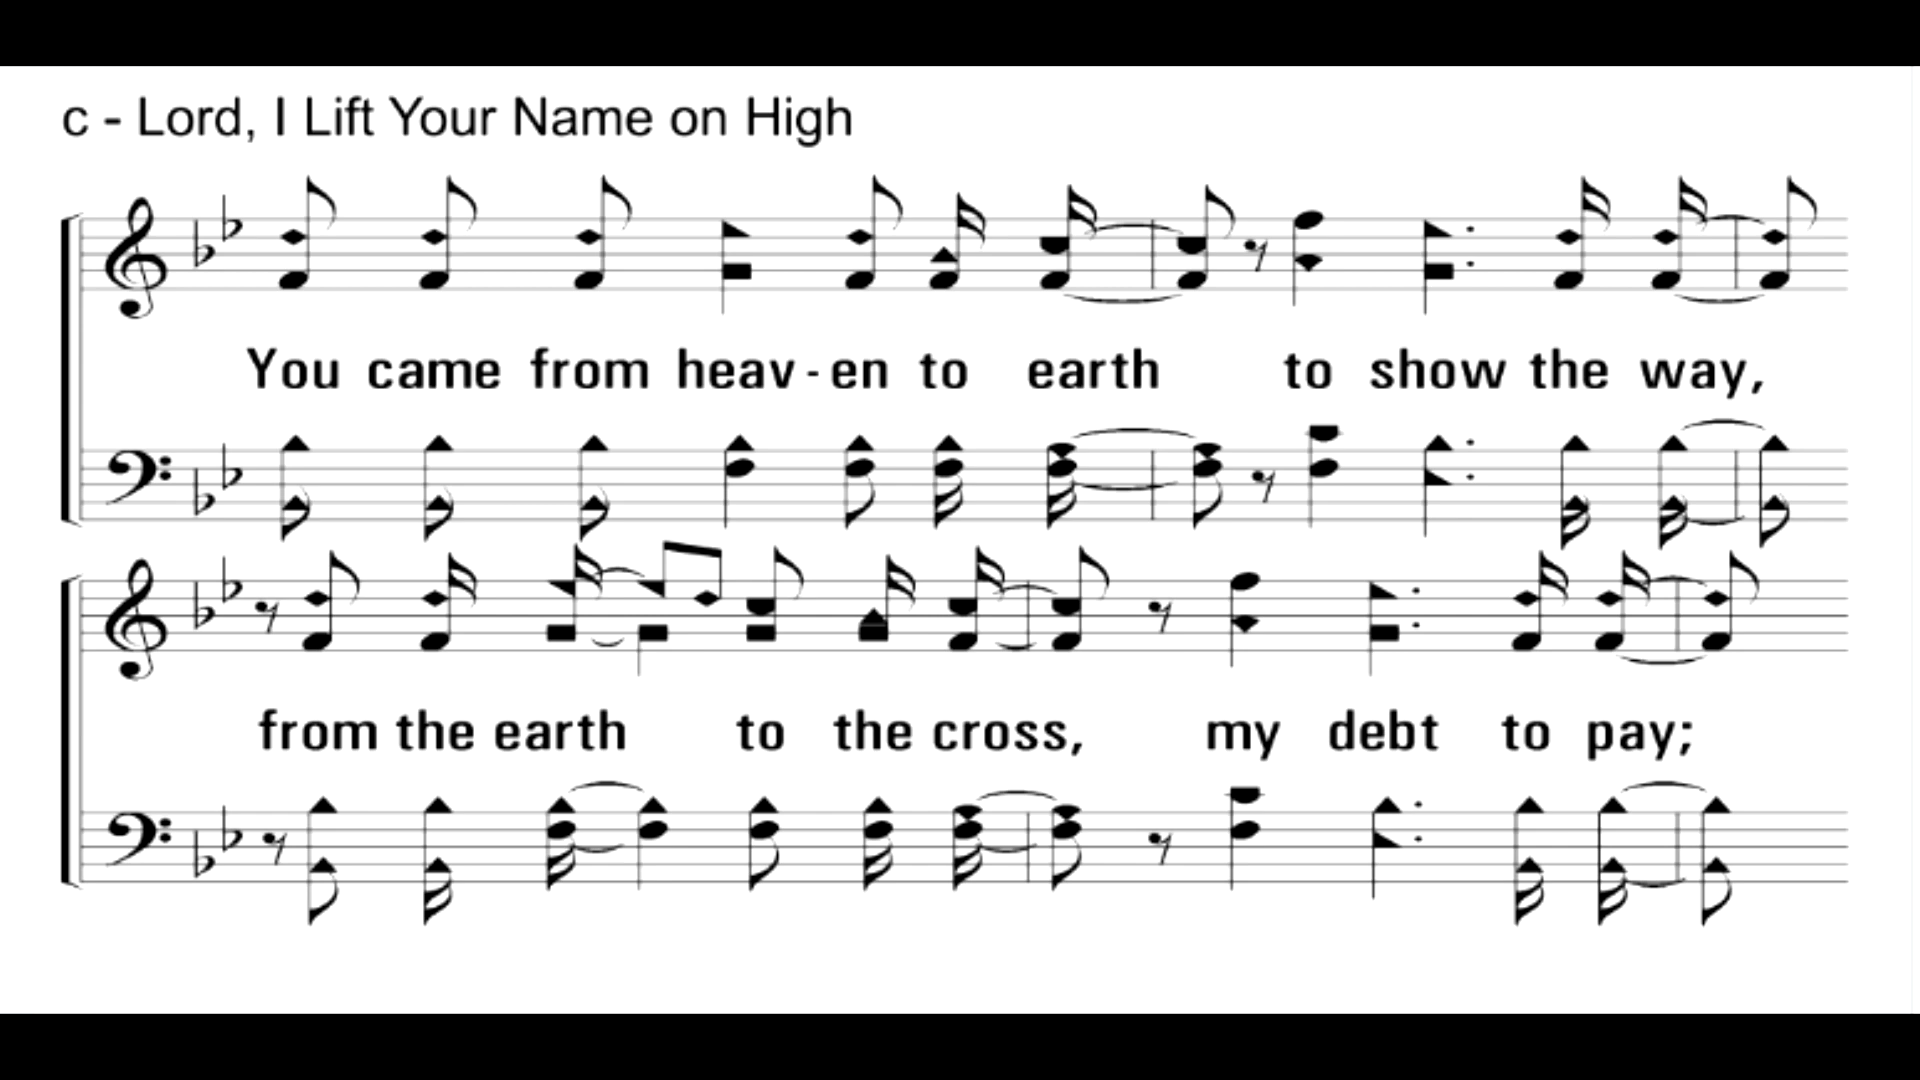 c - Lord, I Lift Your Name on High
You came from heav - en to earth to show the way,
from the earth to the cross, my debt to pay;